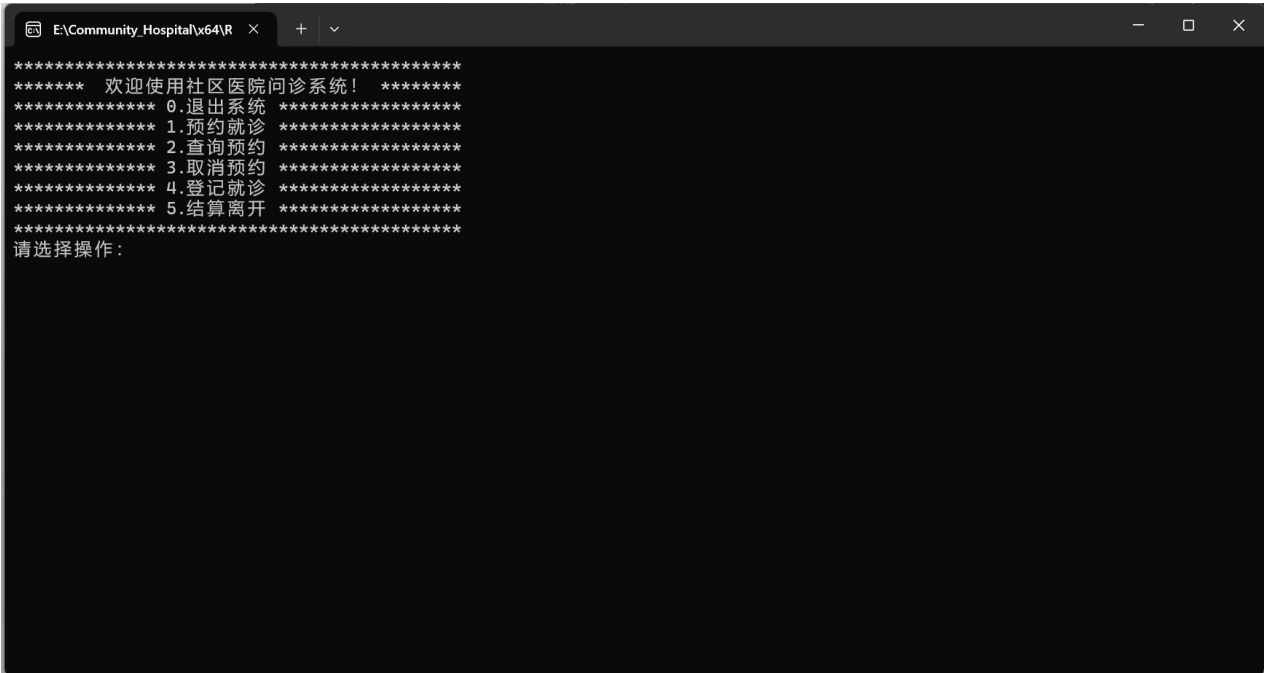 E:\Community_Hospital\x64\R
********************************************
*******  欢迎使用社区医院问诊系统!  ********
************** 0.退出系统 ******************
************** 1.预约就诊 ******************
************** 2.查询预约 ******************
************** 3.取消预约 ******************
************** 4.登记就诊 ******************
************** 5.结算离开 ******************
********************************************
请选择操作: